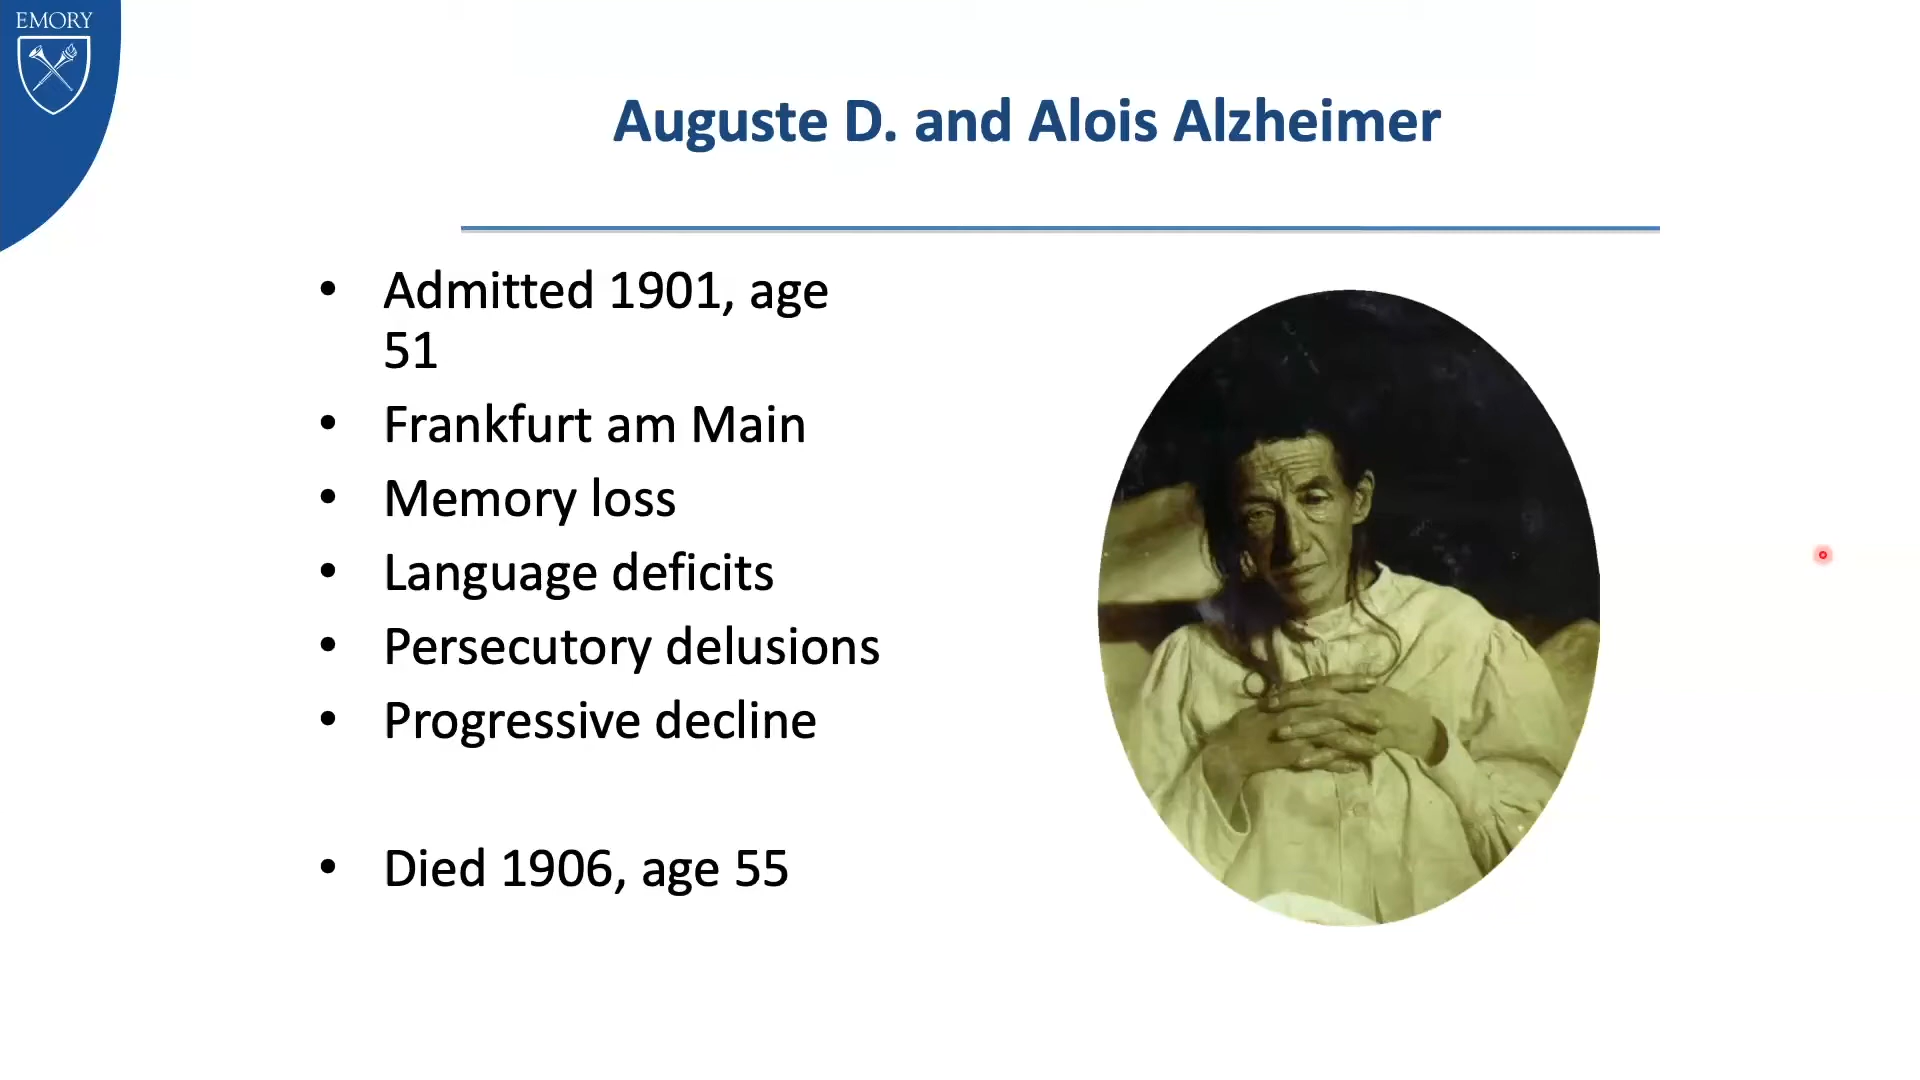 EMORY
Auguste D. and Alois Alzheimer
• Admitted 1901, age
51
• Frankfurt am Main
• Memory loss
• Language deficits
• Persecutory delusions
• Progressive decline
• Died 1906, age 55